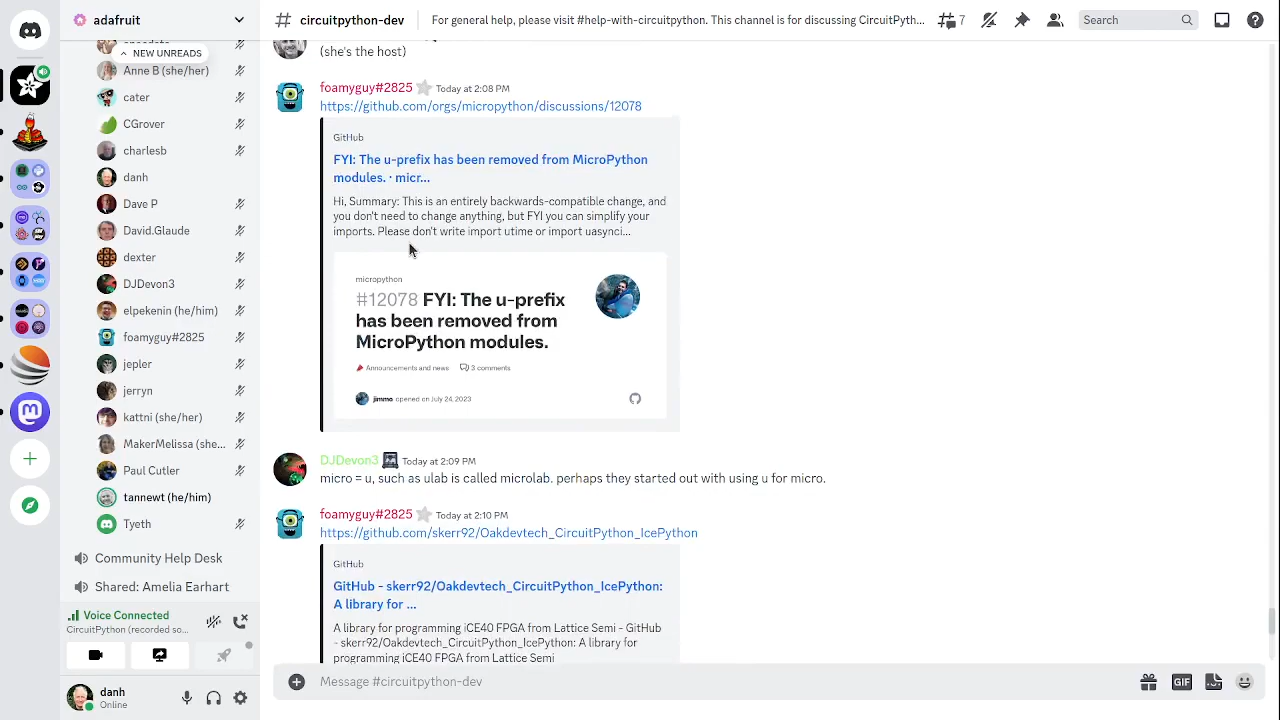 adafruit
# circuitpython-dev
For general help, please visit #help-with-circuitpython. This channel is for discussing CircuitPyth...
7
Search
NEW UNREADS
Anne B (she/her)
cater
CGrover
charlesb
danh
Dave P
David.Glaude
dexter
DJDevon3
elpekenin (he/him)
foamyguy#2825
jepler
jerryn
kattni (she/her)
MakerMelissa (she...
Paul Cutler
tannewt (he/him)
Tyeth
Community Help Desk
Shared: Amelia Earhart
Voice Connected
CircuitPython (recorded so...
danh
Online
(she's the host)
foamyguy#2825 Today at 2:08 PM
https://github.com/orgs/micropython/discussions/12078
GitHub
FYI: The u-prefix has been removed from MicroPython
modules. · micr...
Hi, Summary: This is an entirely backwards-compatible change, and
you don't need to change anything, but FYI you can simplify your
imports. Please don't write import utime or import uasynci...
micropython
#12078 FYI: The u-prefix
has been removed from
MicroPython modules.
Announcements and news 3 comments
jimmo opened on July 24, 2023
DJDevon3 Today at 2:09 PM
micro = u, such as ulab is called microlab. perhaps they started out with using u for micro.
foamyguy#2825 Today at 2:10 PM
https://github.com/skerr92/Oakdevtech_CircuitPython_IcePython
GitHub
GitHub - skerr92/Oakdevtech_CircuitPython_IcePython:
A library for ...
A library for programming iCE40 FPGA from Lattice Semi - GitHub
- skerr92/Oakdevtech_CircuitPython_IcePython: A library for
programming iCE40 FPGA from Lattice Semi
Message #circuitpython-dev
GIF